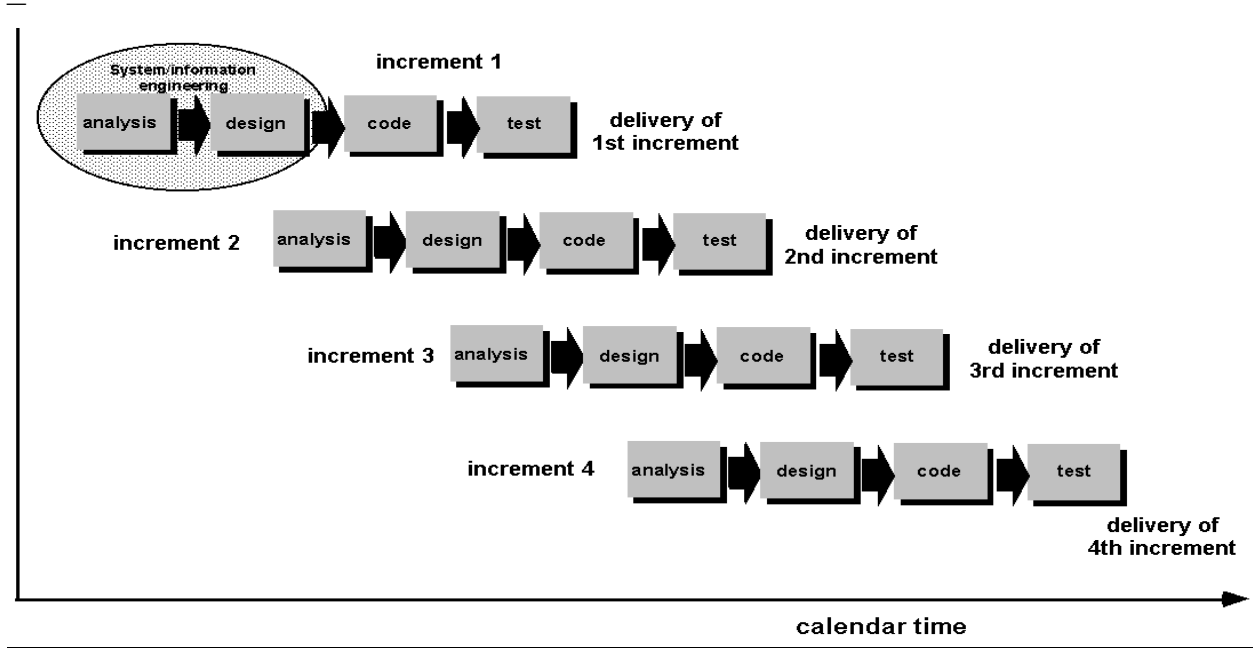 System/information
engineering
increment 1
analysis
design
code
test
delivery of
1st increment
increment 2
analysis
design
code
test
delivery of
2nd increment
increment 3
analysis
design
code
test
delivery of
3rd increment
increment 4
analysis
design
code
test
delivery of
4th increment
calendar time